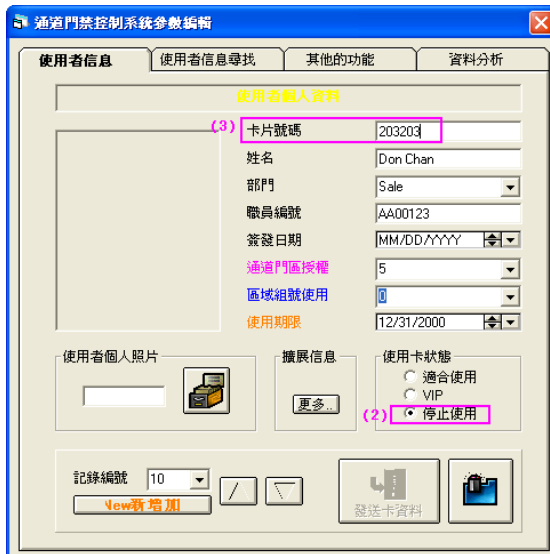 通道門禁控制系統參數編輯
使用者信息 使用者信息尋找 其他的功能 資料分析
使用者個人資料
(3) 卡片號碼 203203
姓名 Don Chan
部門 Sale
職員編號 AA00123
簽發日期 MM/DD/YYYY
通道門區授權 5
區域組號使用 0
使用期限 12/31/2000
使用者個人照片 擴展信息 使用卡狀態
適合使用
VIP
更多.. (2) 停止使用
記錄編號 10
New新增加
發送卡資料